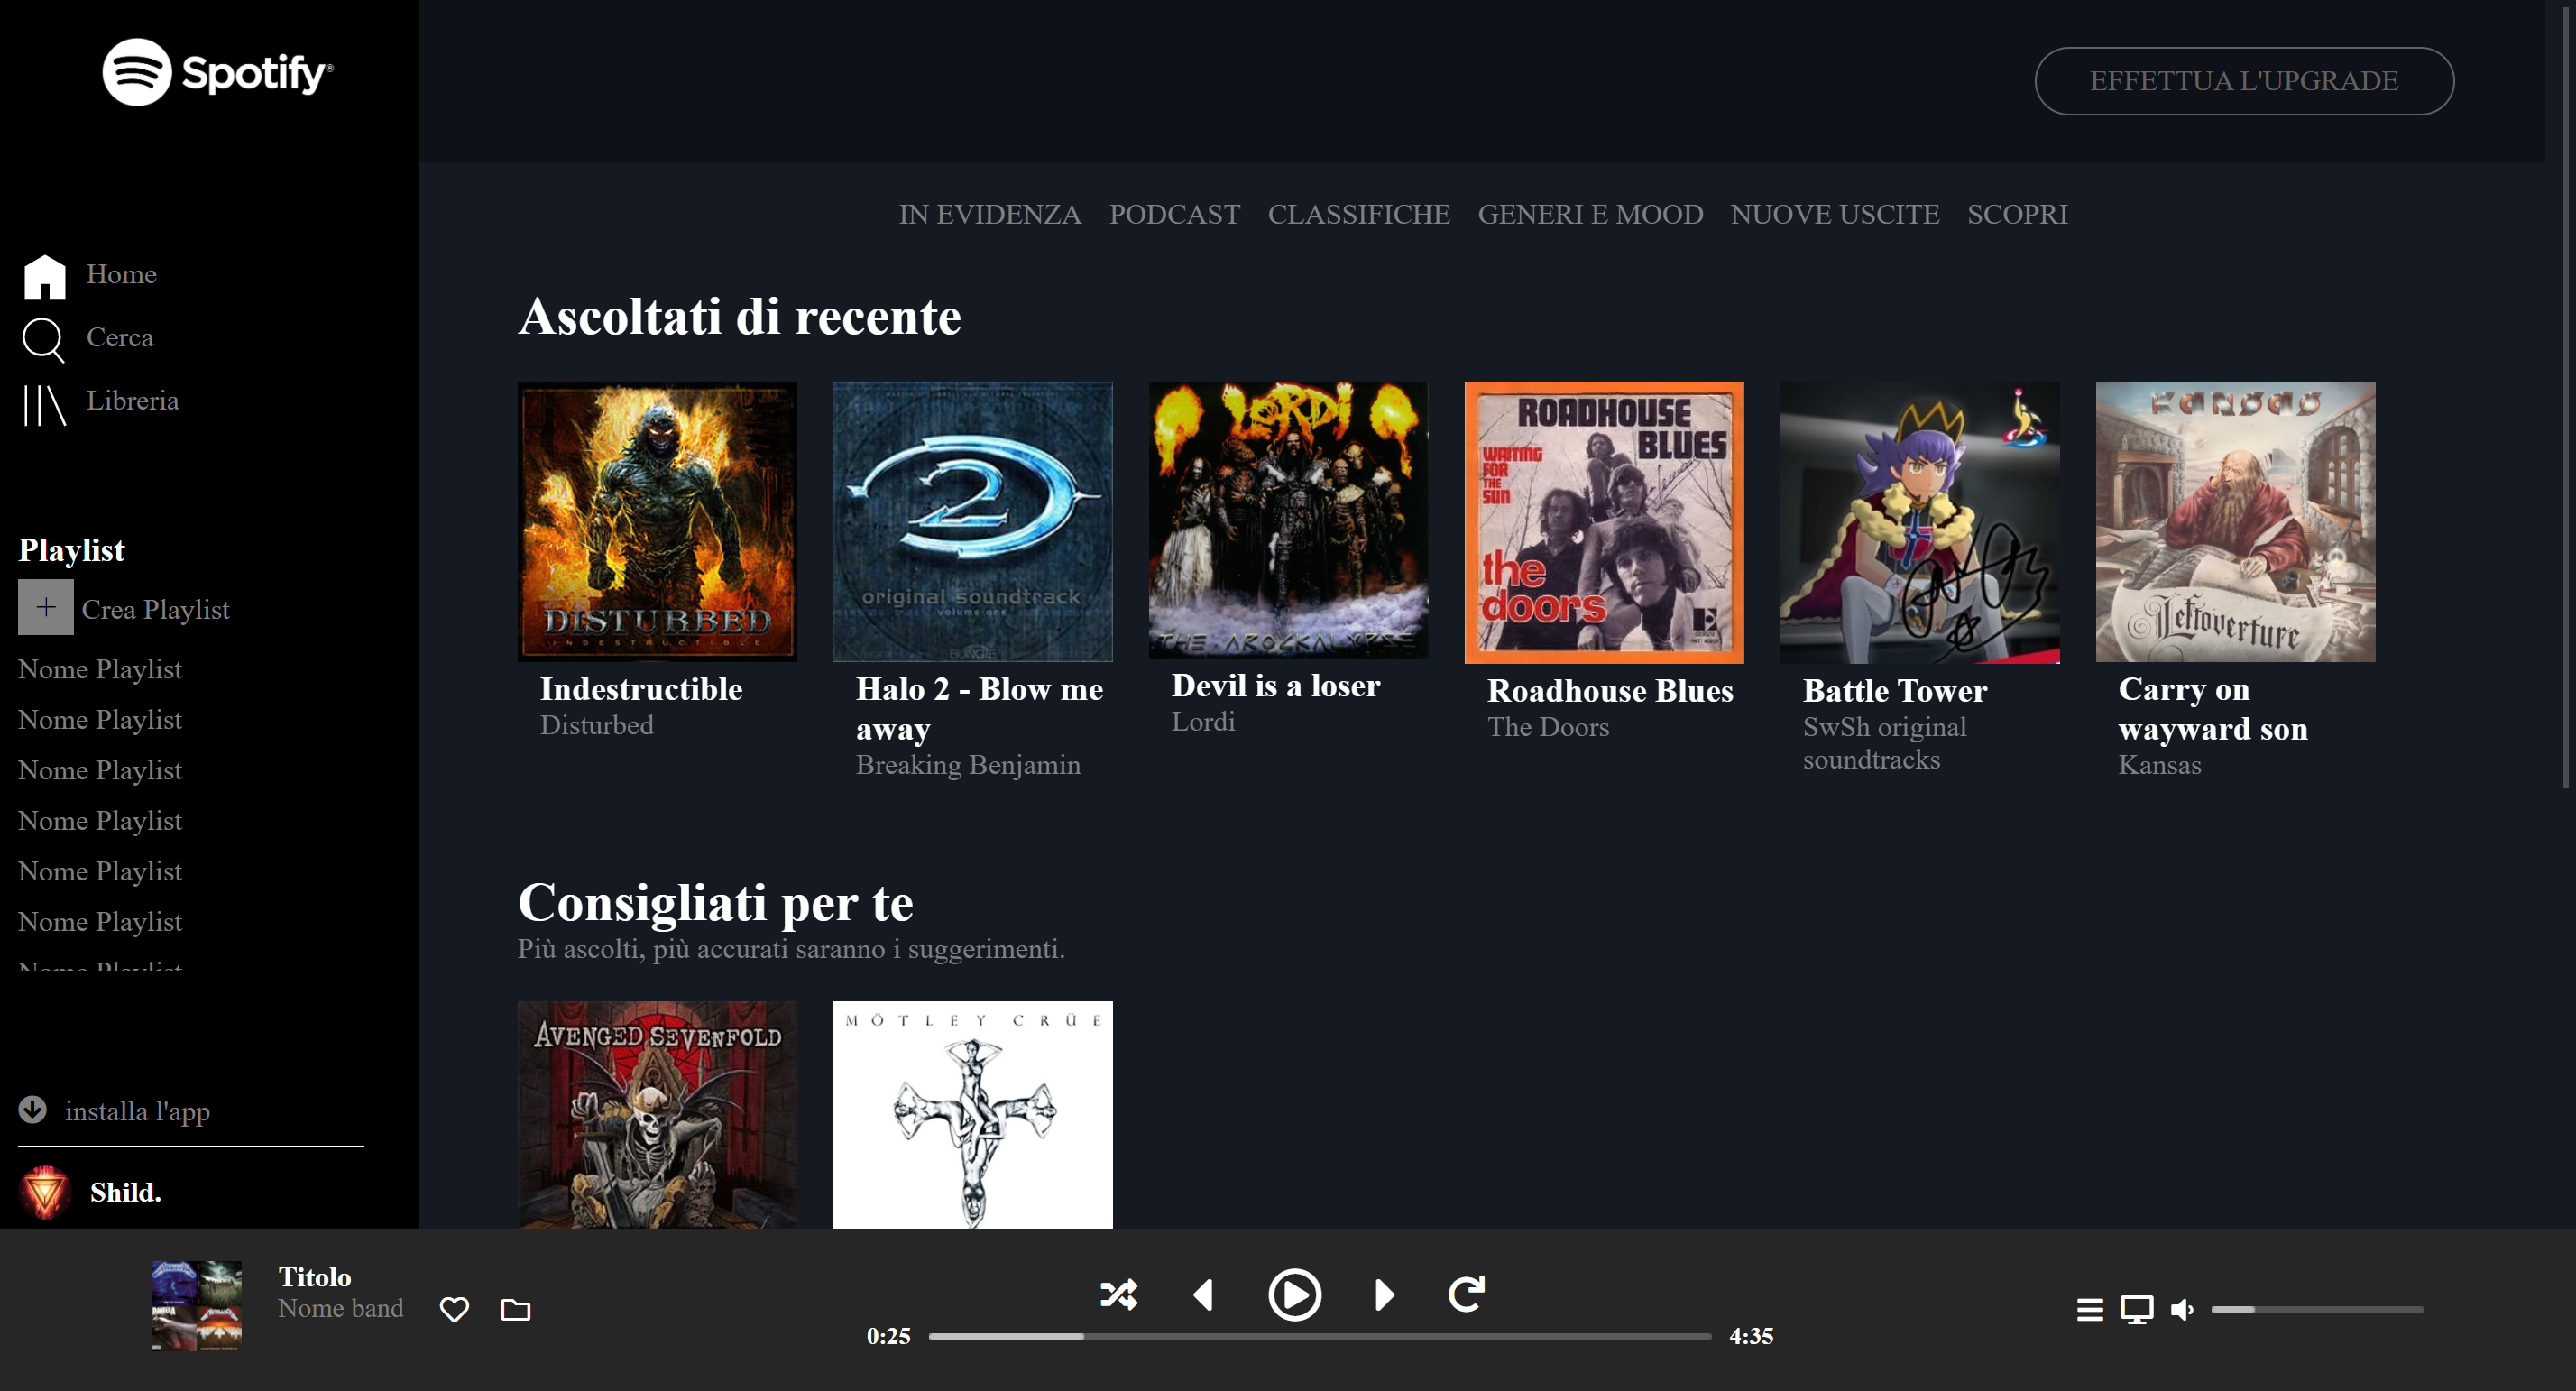 Spotify®
EFFETTUA L'UPGRADE
IN EVIDENZA PODCAST CLASSIFICHE GENERI E MOOD NUOVE USCITE SCOPRI
Home
Cerca
Libreria
Playlist
Crea Playlist
Nome Playlist
Nome Playlist
Nome Playlist
Nome Playlist
Nome Playlist
Nome Playlist
Nome Playlist
installa l'app
Shild.
Ascoltati di recente
DISTURBED
INDESTRUCTIBLE
Indestructible
Disturbed
2
original soundtrack
volume one
BUNGIE
Halo 2 - Blow me
away
Breaking Benjamin
LORDI
THE AROCKALYPSE
Devil is a loser
Lordi
ROADHOUSE
BLUES
WAITING
FOR
THE
SUN
the
doors
Roadhouse Blues
The Doors
Battle Tower
SwSh original
soundtracks
KANSAS
Leftoverture
Carry on
wayward son
Kansas
Consigliati per te
Più ascolti, più accurati saranno i suggerimenti.
AVENGED SEVENFOLD
MÖTLEY CRÜE
Titolo
Nome band
0:25
4:35